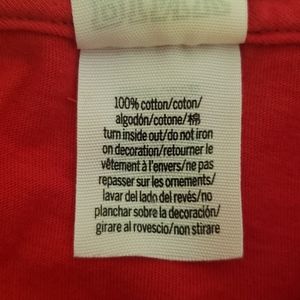 100% cotton/coton/
algodón/cotone/棉
turn inside out/do not iron
on decoration/retourner le
vêtement à l'envers/ne pas
repasser sur les ornements/
lavar del lado del revés/no
planchar sobre la decoración/
girare al rovescio/non stirare